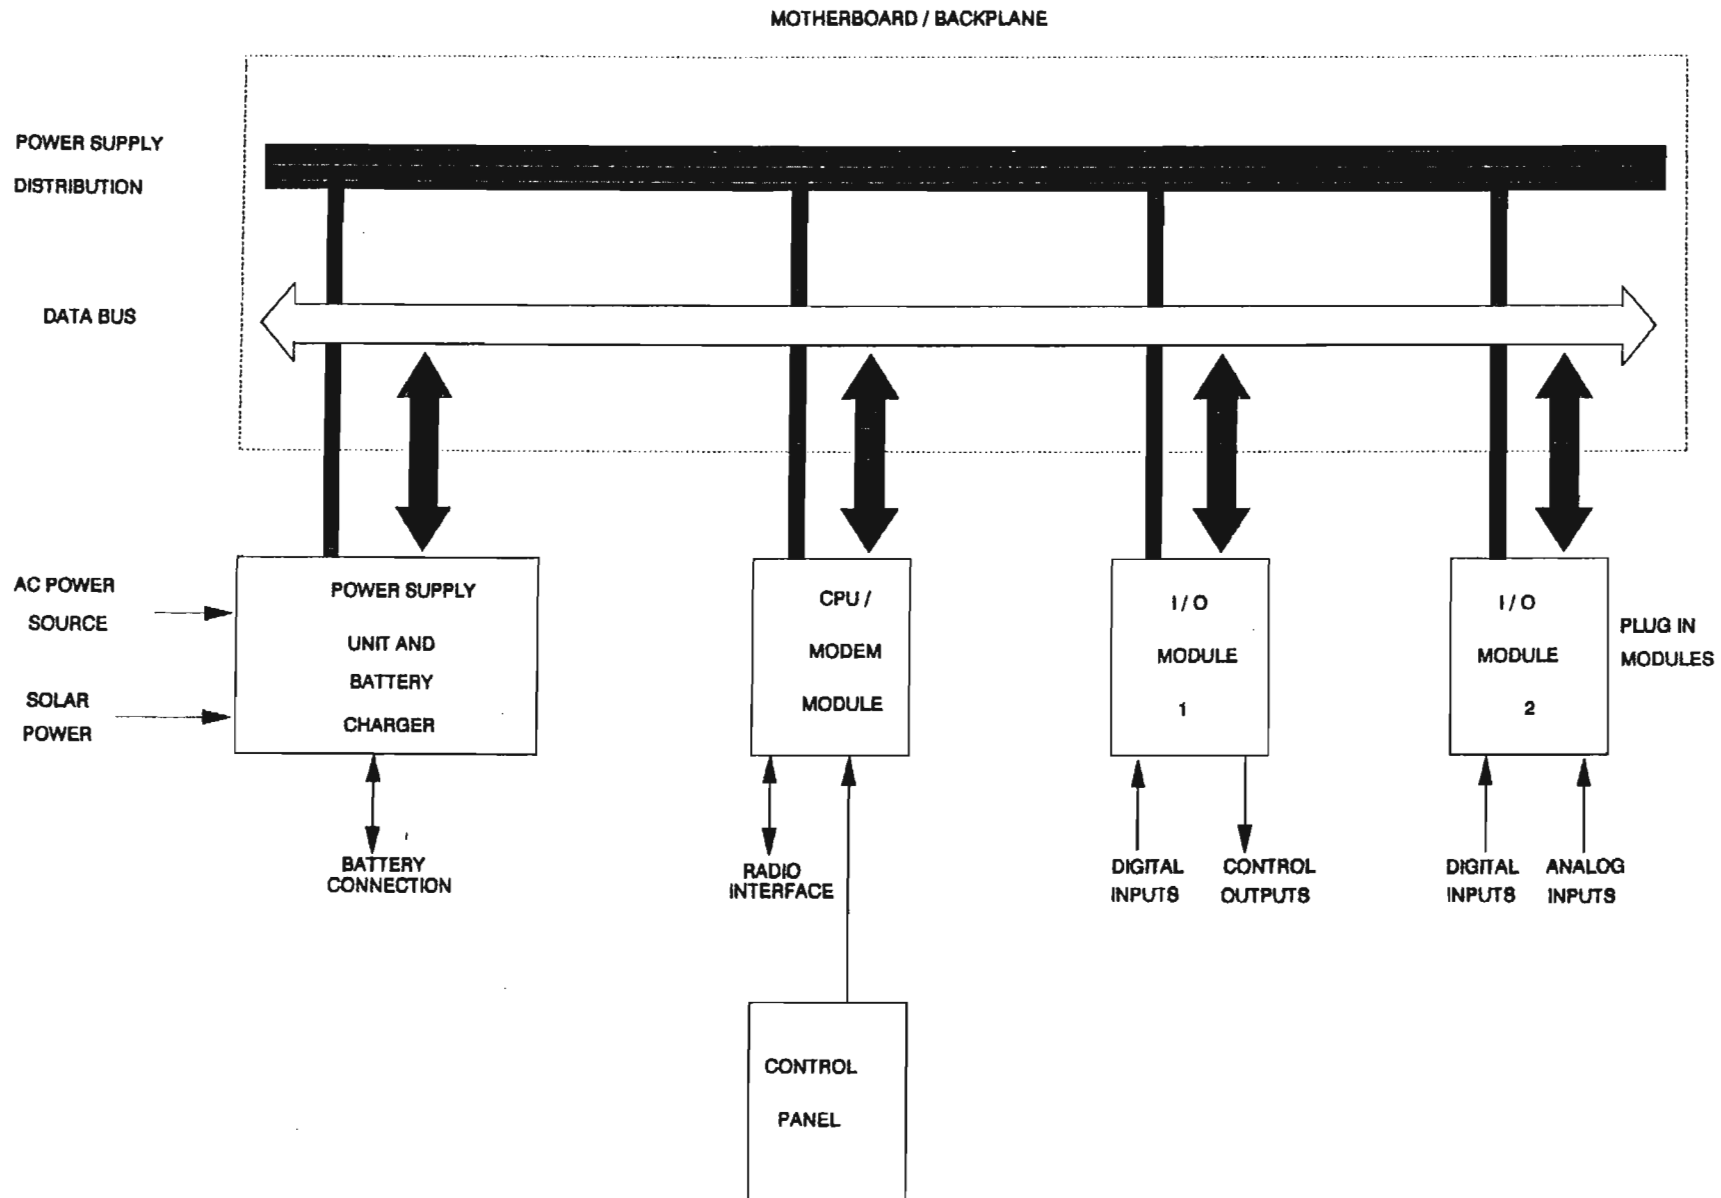 MOTHERBOARD / BACKPLANE
POWER SUPPLY
DISTRIBUTION
DATA BUS
AC POWER
SOURCE
SOLAR
POWER
POWER SUPPLY
UNIT AND
BATTERY
CHARGER
BATTERY
CONNECTION
CPU /
MODEM
MODULE
RADIO
INTERFACE
I / O
MODULE
1
DIGITAL
INPUTS
CONTROL
OUTPUTS
I / O
MODULE
2
DIGITAL
INPUTS
ANALOG
INPUTS
PLUG IN
MODULES
CONTROL
PANEL